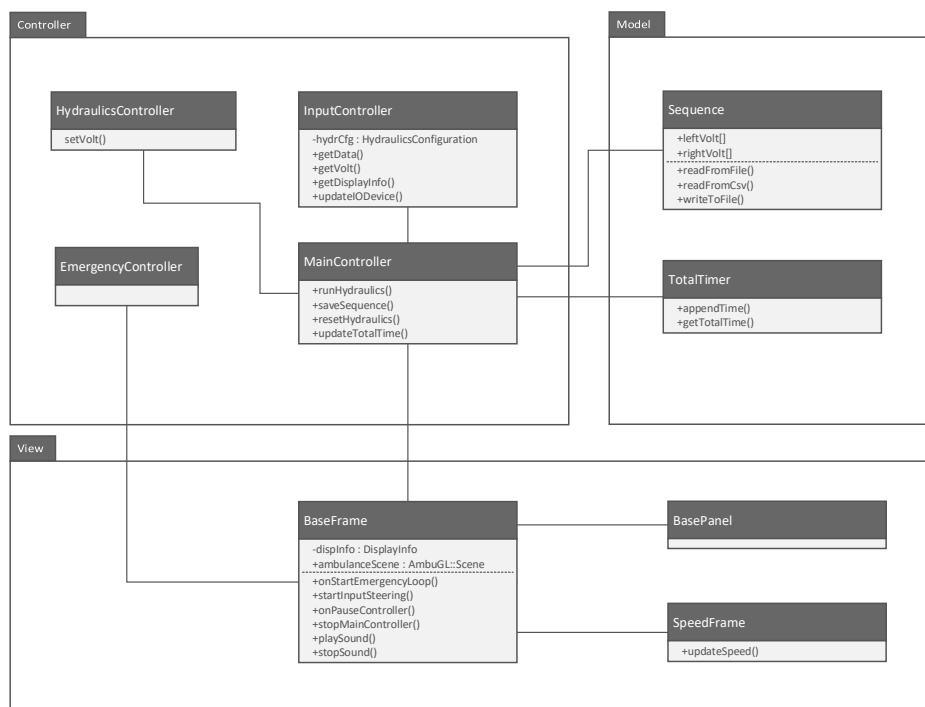 Controller
HydraulicsController
setVolt()
InputController
-hydrCfg : HydraulicsConfiguration
+getData()
+getVolt()
+getDisplayInfo()
+updateIODevice()
EmergencyController
MainController
+runHydraulics()
+saveSequence()
+resetHydraulics()
+updateTotalTime()
Model
Sequence
+leftVolt[]
+rightVolt[]
+readFromFile()
+readFromCsv()
+writeToFile()
TotalTimer
+appendTime()
+getTotalTime()
View
BaseFrame
-dispInfo : DisplayInfo
+ambulanceScene : AmbuGL::Scene
+onStartEmergencyLoop()
+startInputSteering()
+onPauseController()
+stopMainController()
+playSound()
+stopSound()
BasePanel
SpeedFrame
+updateSpeed()